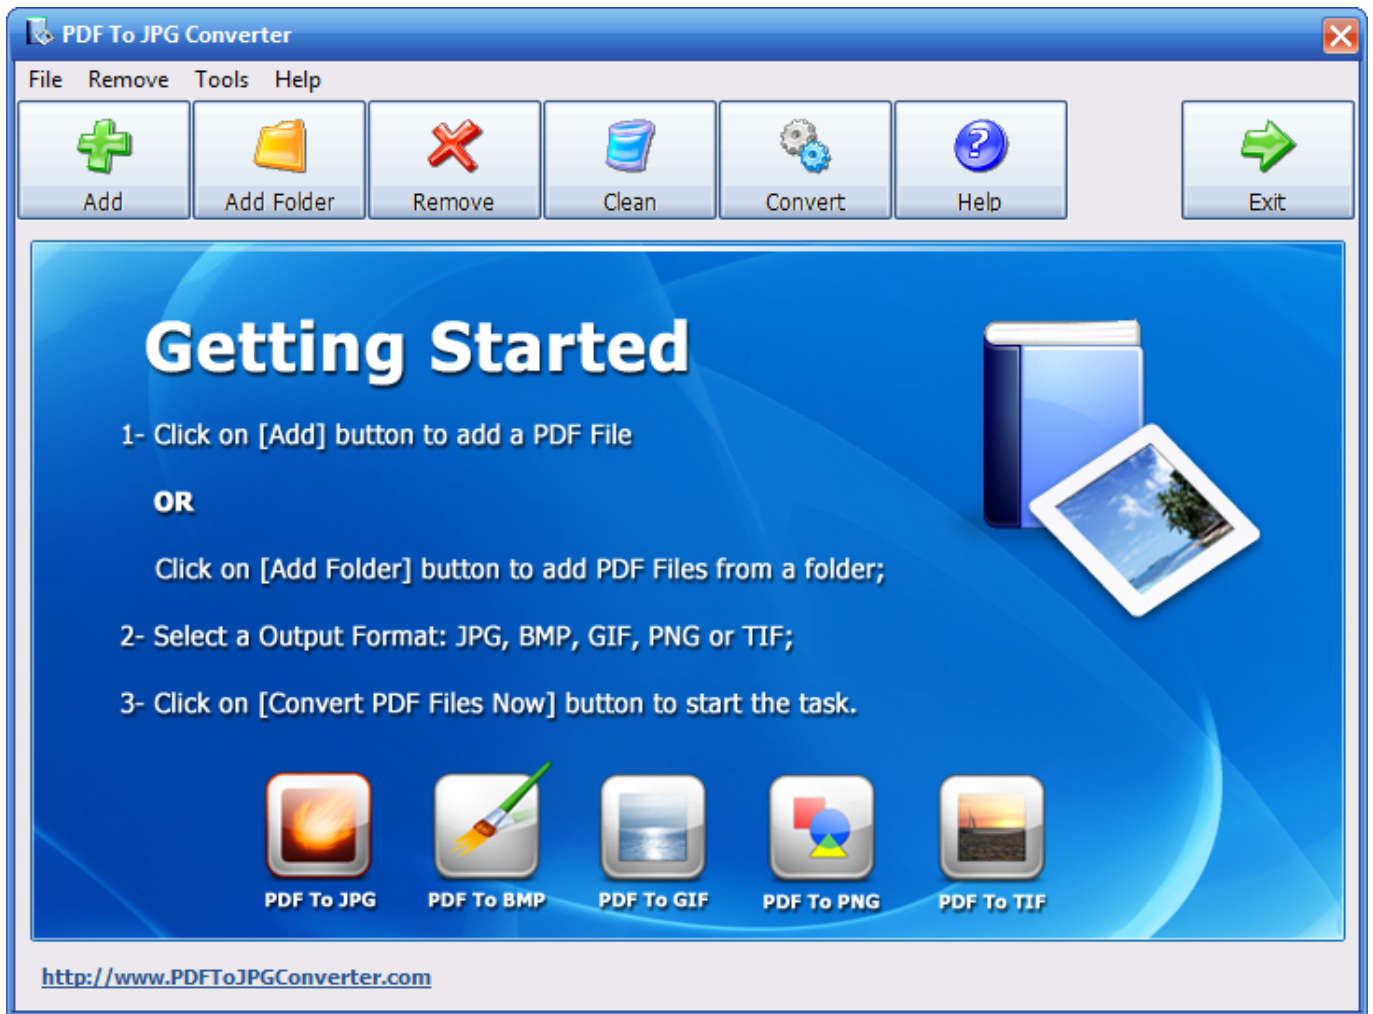 PDF To JPG Converter
File Remove Tools Help
Add Add Folder Remove Clean Convert Help Exit
Getting Started
1- Click on [Add] button to add a PDF File
OR
Click on [Add Folder] button to add PDF Files from a folder;
2- Select a Output Format: JPG, BMP, GIF, PNG or TIF;
3- Click on [Convert PDF Files Now] button to start the task.
PDF To JPG PDF To BMP PDF To GIF PDF To PNG PDF To TIF
http://www.PDFToJPGConverter.com